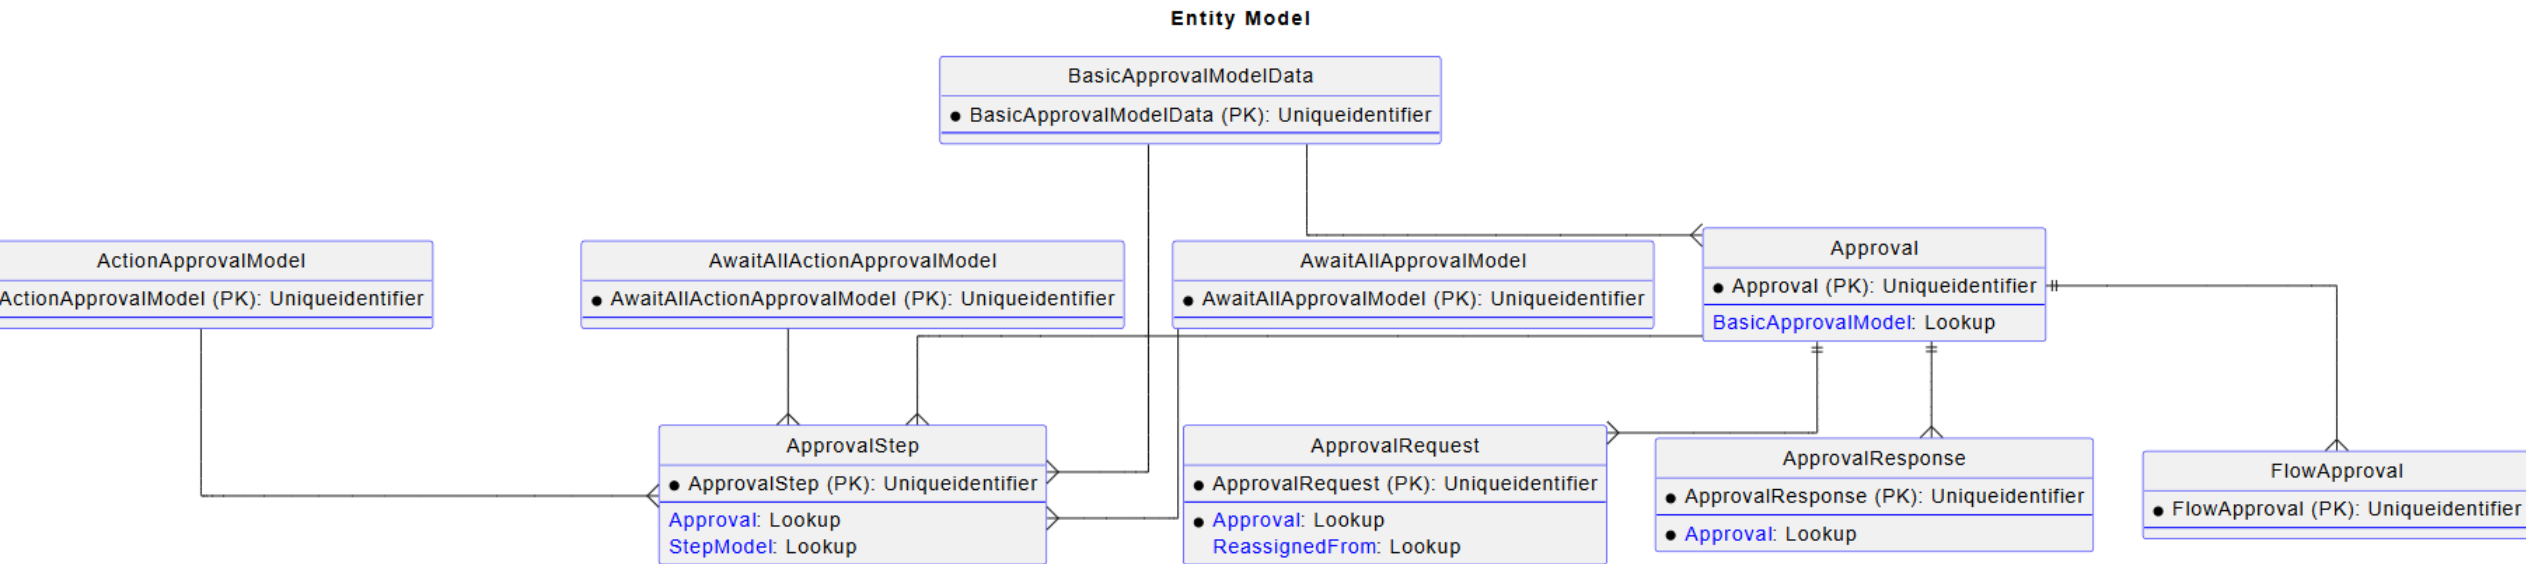 Entity Model
BasicApprovalModelData
● BasicApprovalModelData (PK): Uniqueidentifier
ActionApprovalModel
ActionApprovalModel (PK): Uniqueidentifier
AwaitAllActionApprovalModel
● AwaitAllActionApprovalModel (PK): Uniqueidentifier
AwaitAllApprovalModel
● AwaitAllApprovalModel (PK): Uniqueidentifier
Approval
● Approval (PK): Uniqueidentifier
BasicApprovalModel: Lookup
ApprovalStep
● ApprovalStep (PK): Uniqueidentifier
Approval: Lookup
StepModel: Lookup
ApprovalRequest
● ApprovalRequest (PK): Uniqueidentifier
● Approval: Lookup
ReassignedFrom: Lookup
ApprovalResponse
● ApprovalResponse (PK): Uniqueidentifier
● Approval: Lookup
FlowApproval
● FlowApproval (PK): Uniqueidentifier